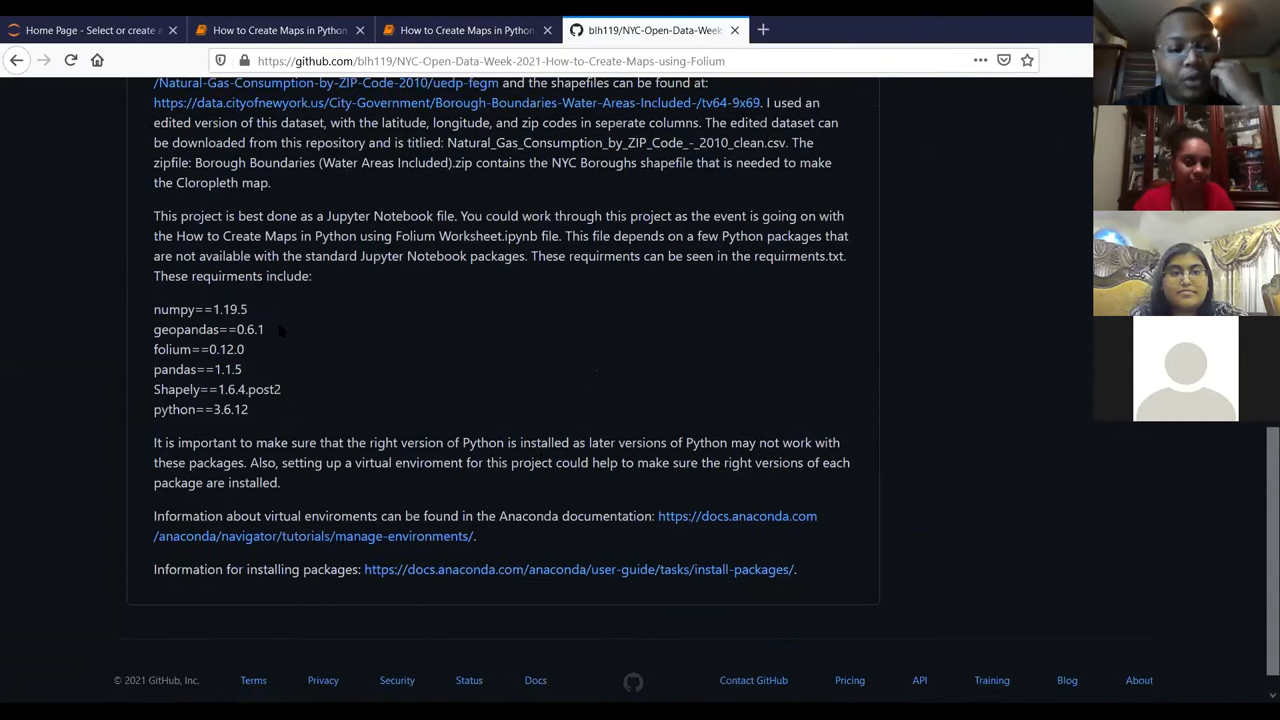 Home Page - Select or create a
How to Create Maps in Python
How to Create Maps in Python
blh119/NYC-Open-Data-Week-
https://github.com/blh119/NYC-Open-Data-Week-2021-How-to-Create-Maps-using-Folium
/Natural-Gas-Consumption-by-ZIP-Code-2010/uedp-fegm and the shapefiles can be found at:
https://data.cityofnewyork.us/City-Government/Borough-Boundaries-Water-Areas-Included-/tv64-9x69. I used an
edited version of this dataset, with the latitude, longitude, and zip codes in seperate columns. The edited dataset can
be downloaded from this repository and is titlied: Natural_Gas_Consumption_by_ZIP_Code_-_2010_clean.csv. The
zipfile: Borough Boundaries (Water Areas Included).zip contains the NYC Boroughs shapefile that is needed to make
the Cloropleth map.
This project is best done as a Jupyter Notebook file. You could work through this project as the event is going on with
the How to Create Maps in Python using Folium Worksheet.ipynb file. This file depends on a few Python packages that
are not available with the standard Jupyter Notebook packages. These requirments can be seen in the requirments.txt.
These requirments include:
numpy==1.19.5
geopandas==0.6.1
folium==0.12.0
pandas==1.1.5
Shapely==1.6.4.post2
python==3.6.12
It is important to make sure that the right version of Python is installed as later versions of Python may not work with
these packages. Also, setting up a virtual enviroment for this project could help to make sure the right versions of each
package are installed.
Information about virtual enviroments can be found in the Anaconda documentation: https://docs.anaconda.com
/anaconda/navigator/tutorials/manage-environments/.
Information for installing packages: https://docs.anaconda.com/anaconda/user-guide/tasks/install-packages/.
© 2021 GitHub, Inc.
Terms
Privacy
Security
Status
Docs
Contact GitHub
Pricing
API
Training
Blog
About